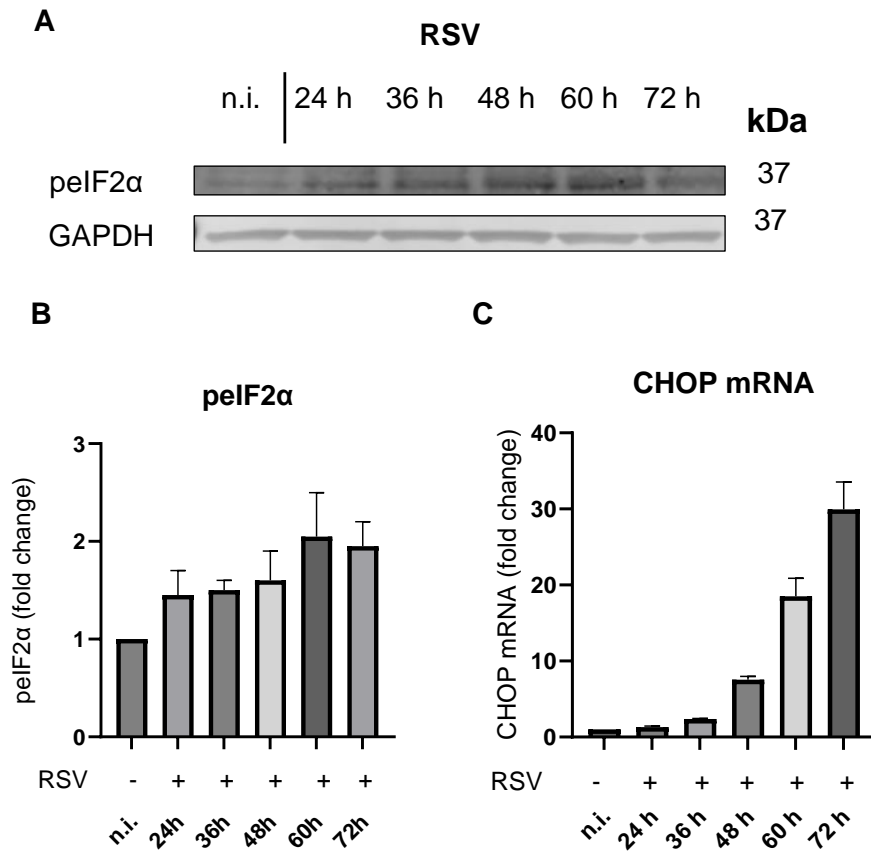 A
RSV
n.i. 24 h 36 h 48 h 60 h 72 h
kDa
peIF2α 37
GAPDH 37
B
peIF2α
peIF2α (fold change)
3
2
1
0
RSV - + + + + +
n.i. 24h 36h 48h 60h 72h
C
CHOP mRNA
CHOP mRNA (fold change)
40
30
20
10
0
RSV - + + + + +
n.i. 24 h 36 h 48 h 60 h 72 h